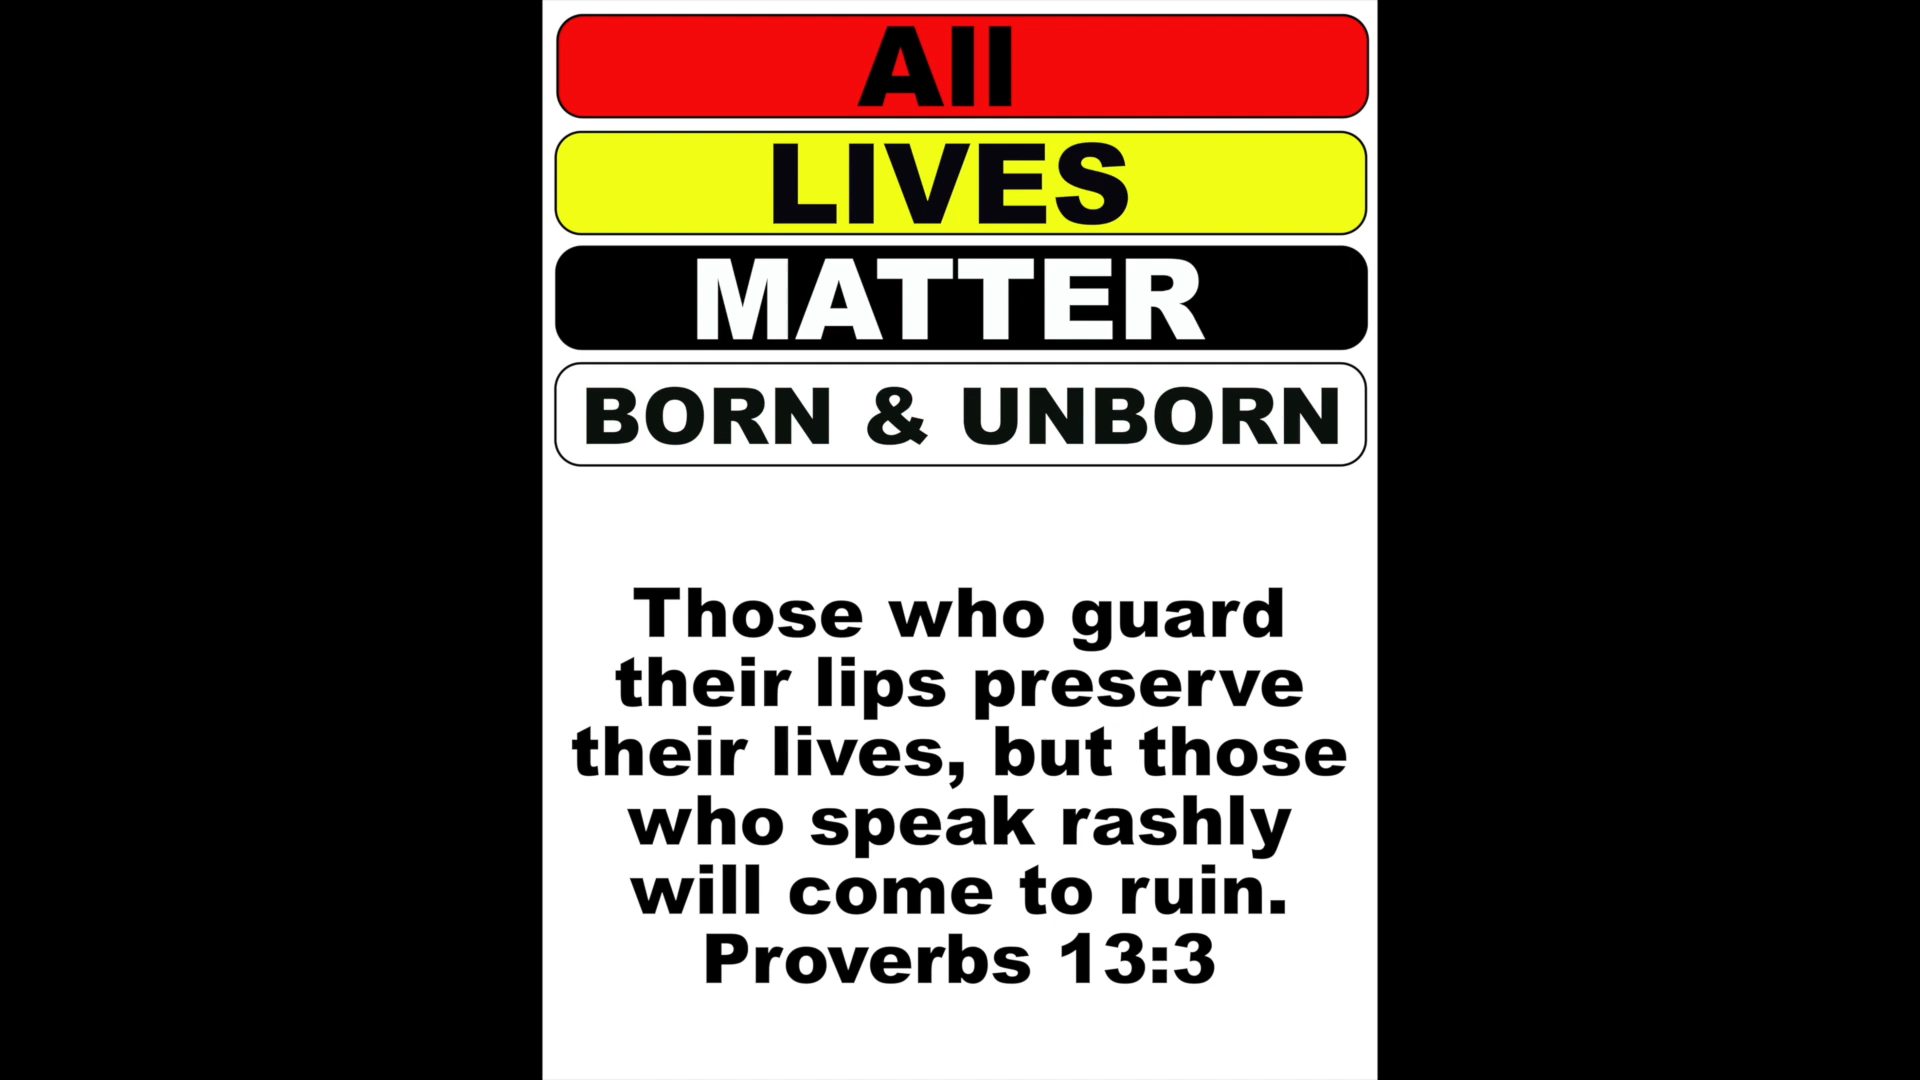 All
LIVES
MATTER
BORN & UNBORN
Those who guard
their lips preserve
their lives, but those
who speak rashly
will come to ruin.
Proverbs 13:3